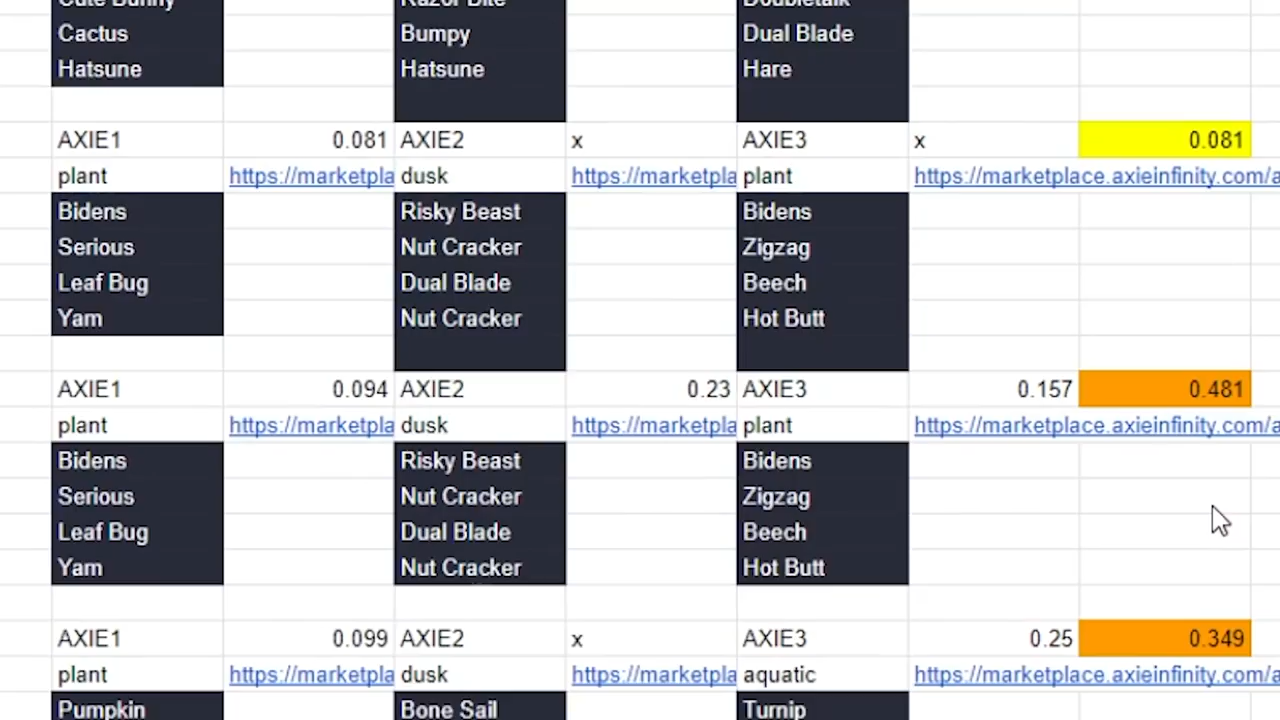 Cute Bunny Razor Bite Doubletalk
Cactus Bumpy Dual Blade
Hatsune Hatsune Hare
AXIE1 0.081 AXIE2 x AXIE3 x 0.081
plant https://marketpla dusk https://marketpla plant https://marketplace.axieinfinity.com/a
Bidens Risky Beast Bidens
Serious Nut Cracker Zigzag
Leaf Bug Dual Blade Beech
Yam Nut Cracker Hot Butt
AXIE1 0.094 AXIE2 0.23 AXIE3 0.157 0.481
plant https://marketpla dusk https://marketpla plant https://marketplace.axieinfinity.com/a
Bidens Risky Beast Bidens
Serious Nut Cracker Zigzag
Leaf Bug Dual Blade Beech
Yam Nut Cracker Hot Butt
AXIE1 0.099 AXIE2 x AXIE3 0.25 0.349
plant https://marketpla dusk https://marketpla aquatic https://marketplace.axieinfinity.com/a
Pumpkin Bone Sail Turnip